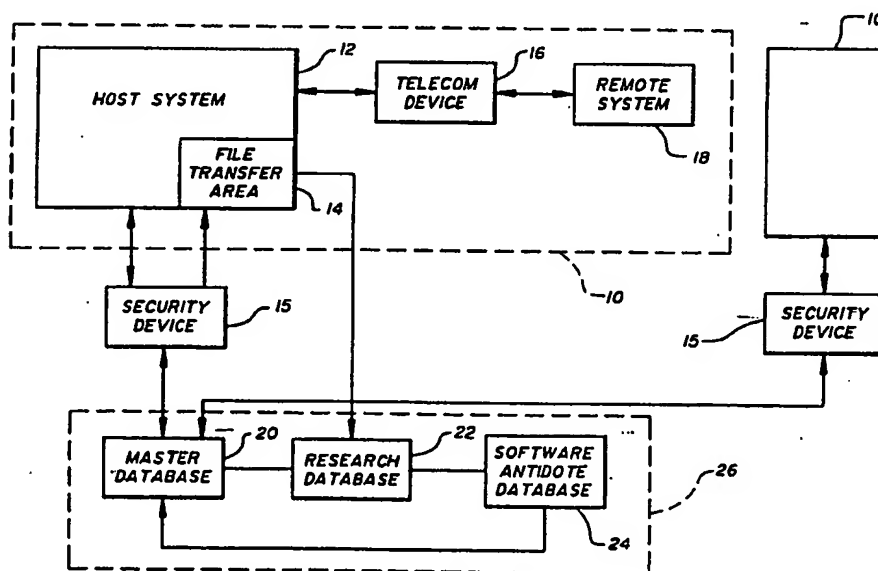 HOST SYSTEM
12
FILE
TRANSFER
AREA
14
TELECOM
DEVICE
16
REMOTE
SYSTEM
18
10
10
SECURITY
DEVICE
15
SECURITY
DEVICE
15
MASTER
DATABASE
20
RESEARCH
DATABASE
22
SOFTWARE
ANTIDOTE
DATABASE
24
26